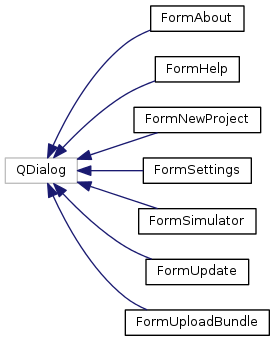 FormAbout
FormHelp
FormNewProject
QDialog
FormSettings
FormSimulator
FormUpdate
FormUploadBundle